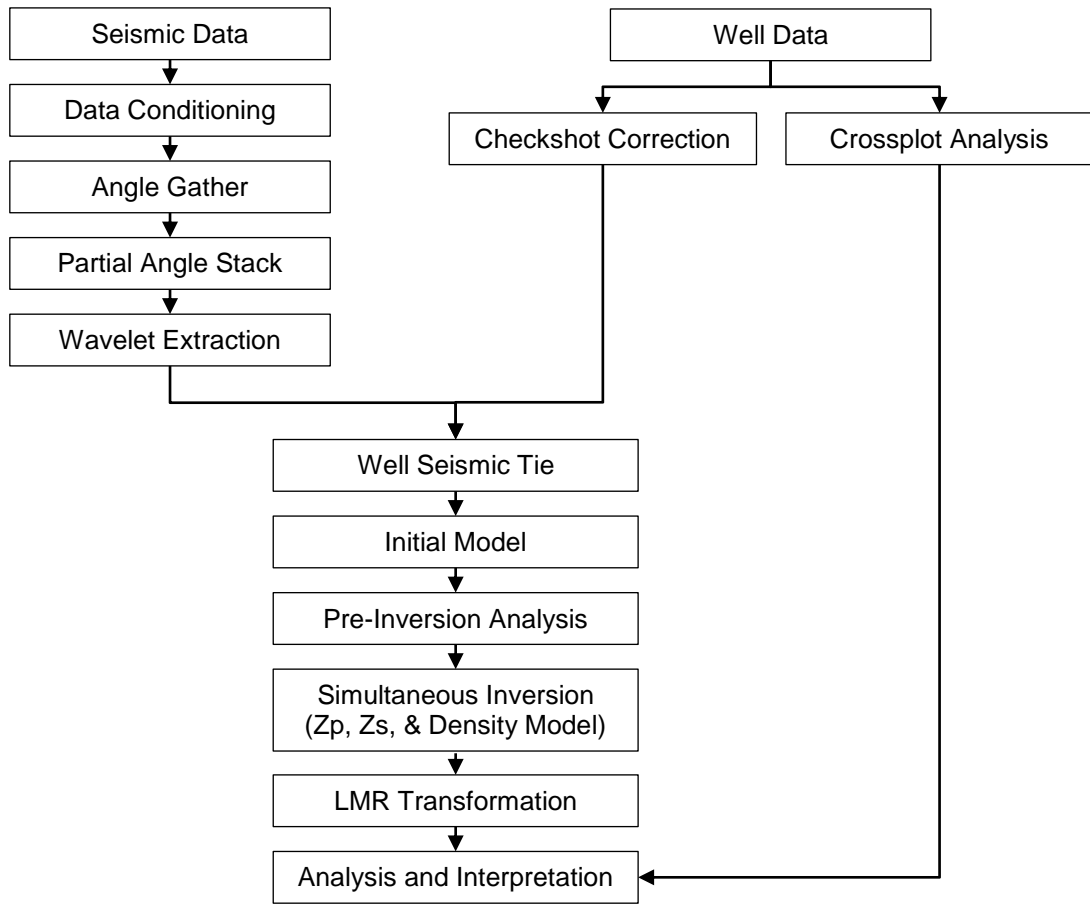 Seismic Data
Data Conditioning
Angle Gather
Partial Angle Stack
Wavelet Extraction
Well Data
Checkshot Correction
Crossplot Analysis
Well Seismic Tie
Initial Model
Pre-Inversion Analysis
Simultaneous Inversion
(Zp, Zs, & Density Model)
LMR Transformation
Analysis and Interpretation